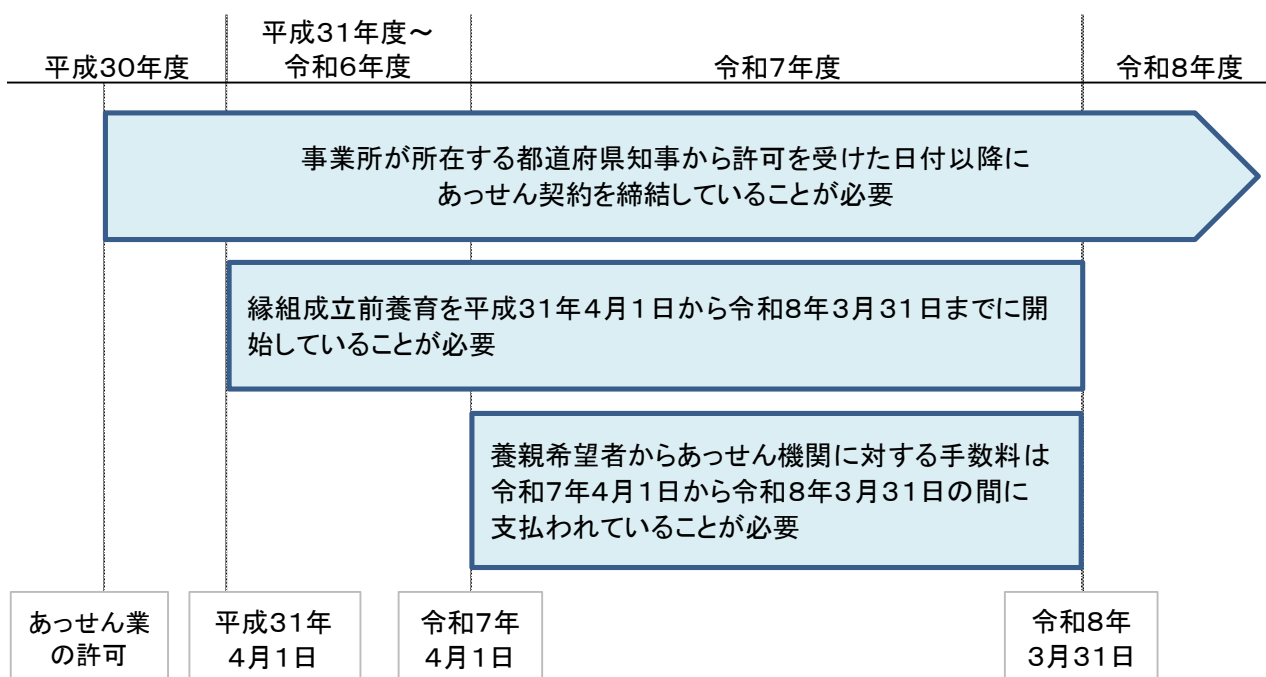 平成30年度
平成31年度～
令和6年度
令和7年度
令和8年度
事業所が所在する都道府県知事から許可を受けた日付以降に
あっせん契約を締結していることが必要
縁組成立前養育を平成31年4月1日から令和8年3月31日までに開
始していることが必要
養親希望者からあっせん機関に対する手数料は
令和7年4月1日から令和8年3月31日の間に
支払われていることが必要
あっせん業
の許可
平成31年
4月1日
令和7年
4月1日
令和8年
3月31日